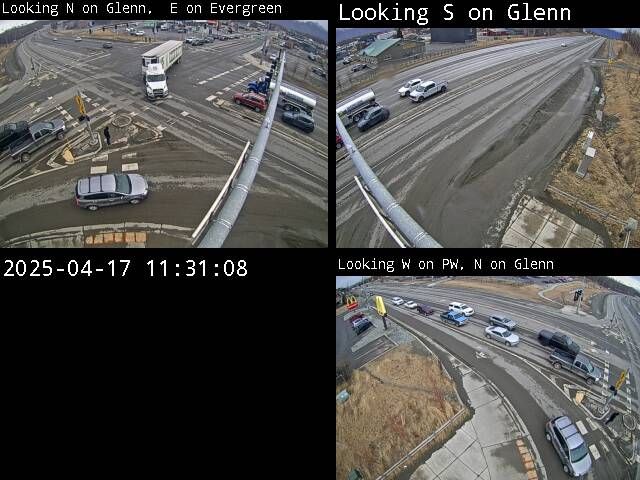 Looking N on Glenn,  E on Evergreen
Looking S on Glenn
2025-04-17 11:31:08
Looking W on PW, N on Glenn